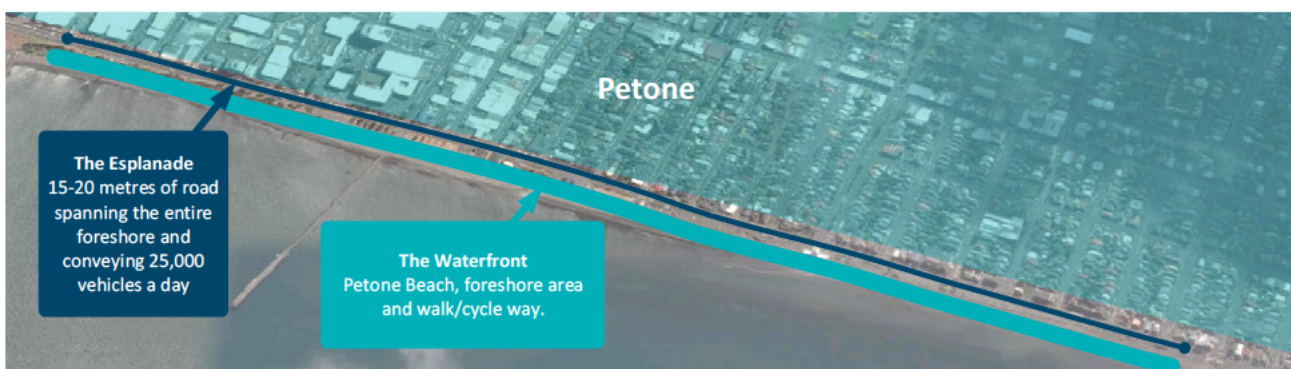 Petone
The Esplanade
15-20 metres of road
spanning the entire
foreshore and
conveying 25,000
vehicles a day
The Waterfront
Petone Beach, foreshore area
and walk/cycle way.